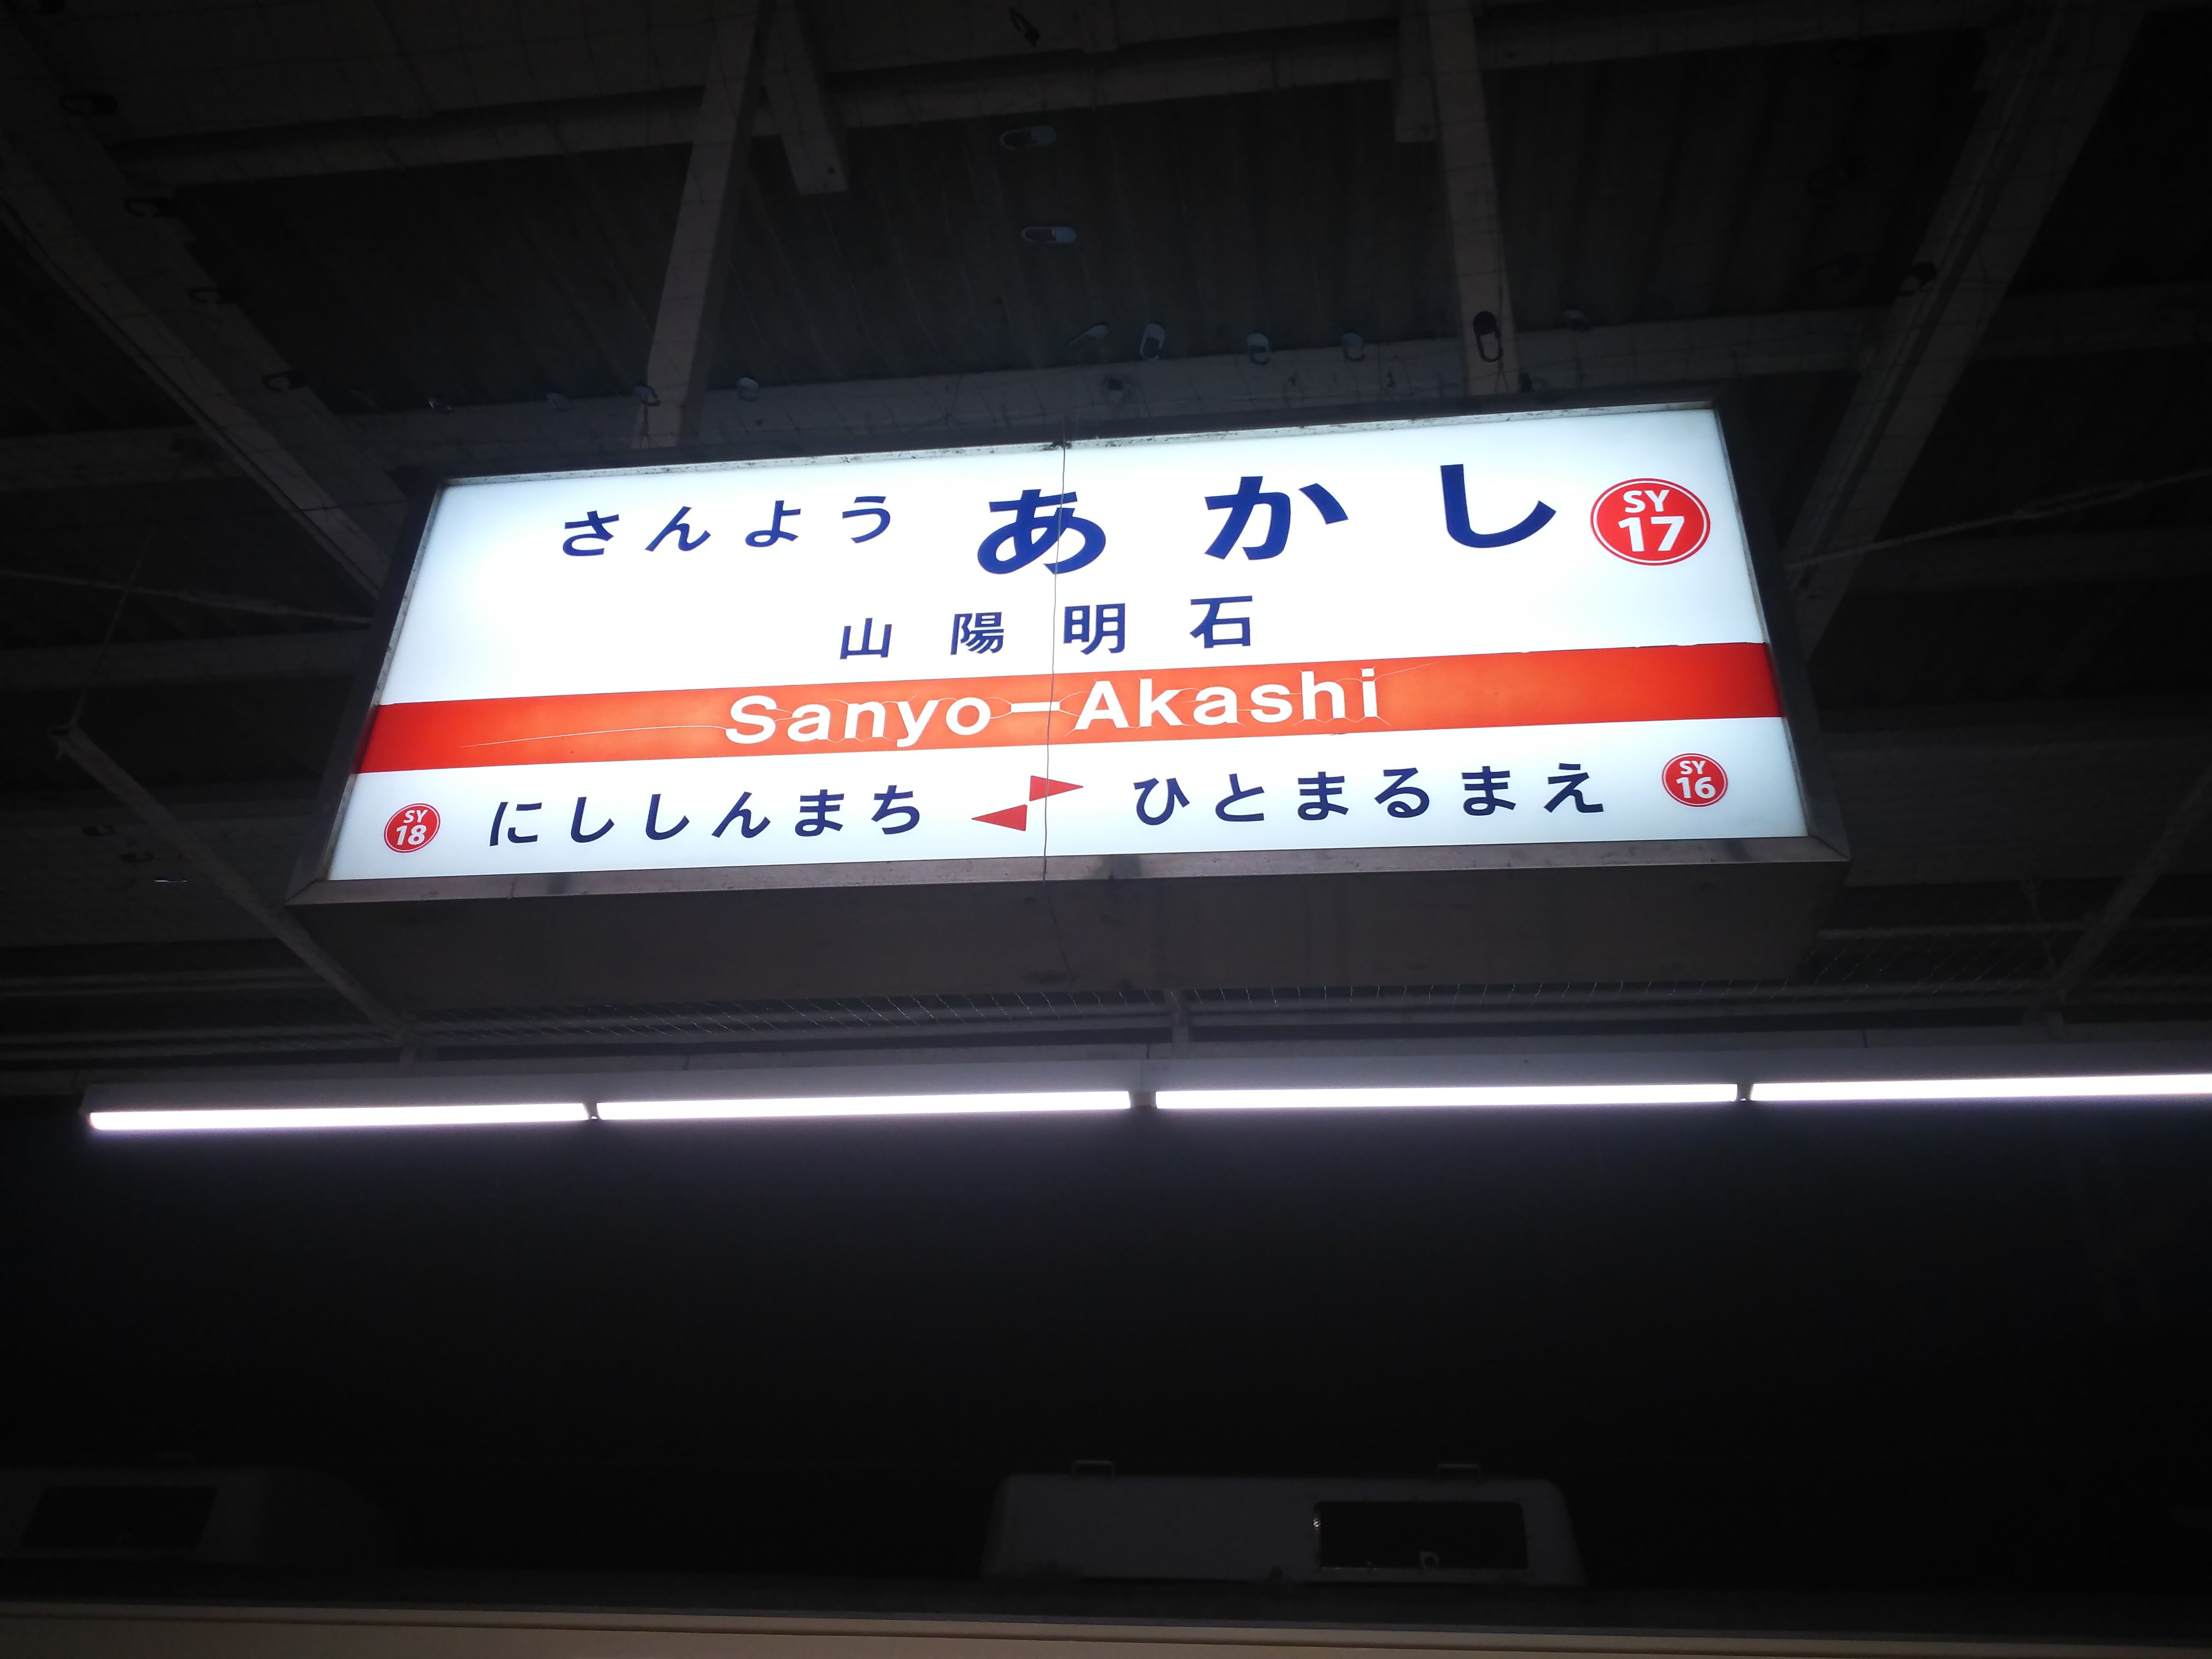 さんよう あかし SY 17
山陽明石
Sanyo-Akashi
SY 18 にししんまち ひとまるまえ SY 16